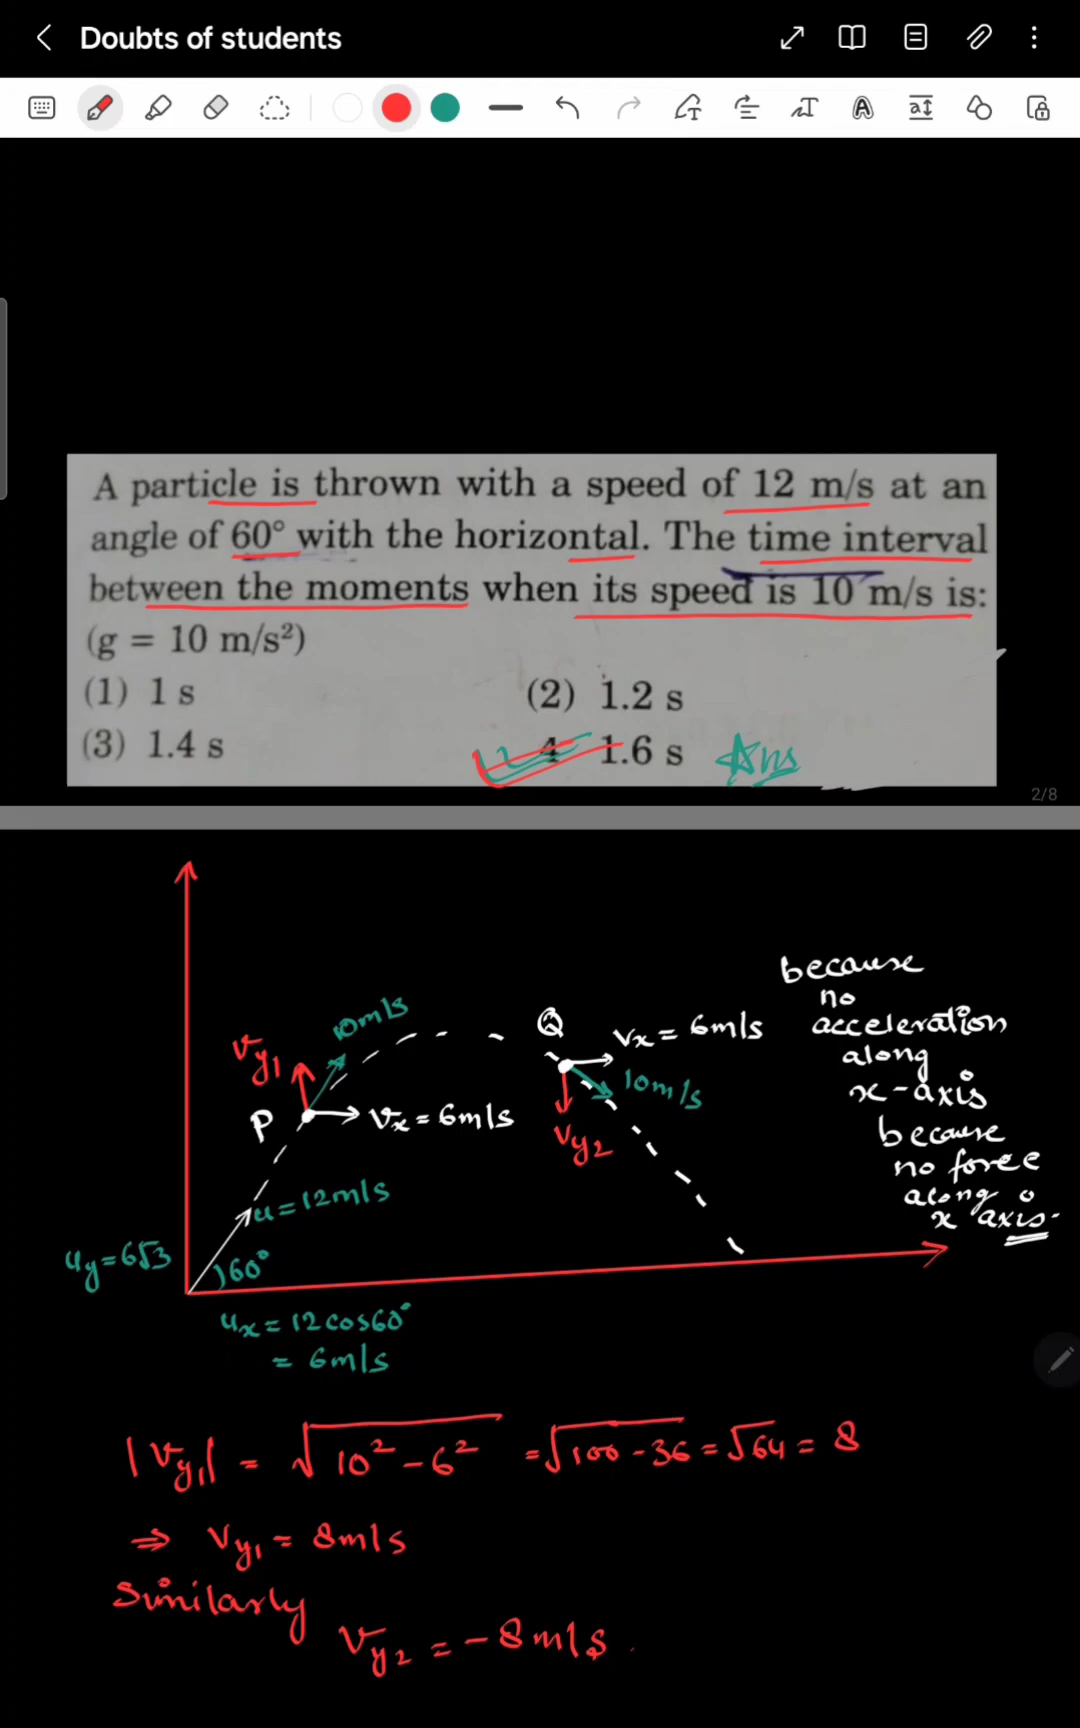 Doubts of students
A particle is thrown with a speed of 12 m/s at an
angle of 60° with the horizontal. The time interval
between the moments when its speed is 10 m/s is:
(g = 10 m/s²)
(1) 1 s
(2) 1.2 s
(3) 1.4 s
4 1.6 s Ans
2/8
because
no
acceleration
along
x-axis
because
no force
along
x axis.
10m/s
Vy1
P
Vx = 6m/s
Q
Vx = 6m/s
10m/s
Vy2
u=12m/s
uy=6√3
60°
ux = 12cos60°
= 6m/s
|Vy1| = √10²-6² = √100-36 = √64 = 8
⇒ Vy1 = 8m/s
Similarly
Vy2 = -8m/s.